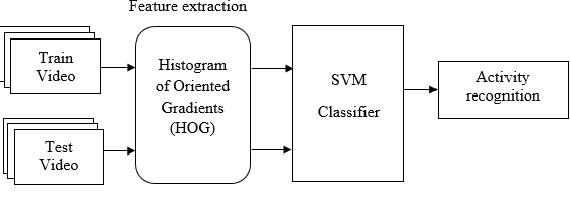 Feature extraction
Train
Video
Histogram
of Oriented
Gradients
(HOG)
SVM
Classifier
Activity
recognition
Test
Video